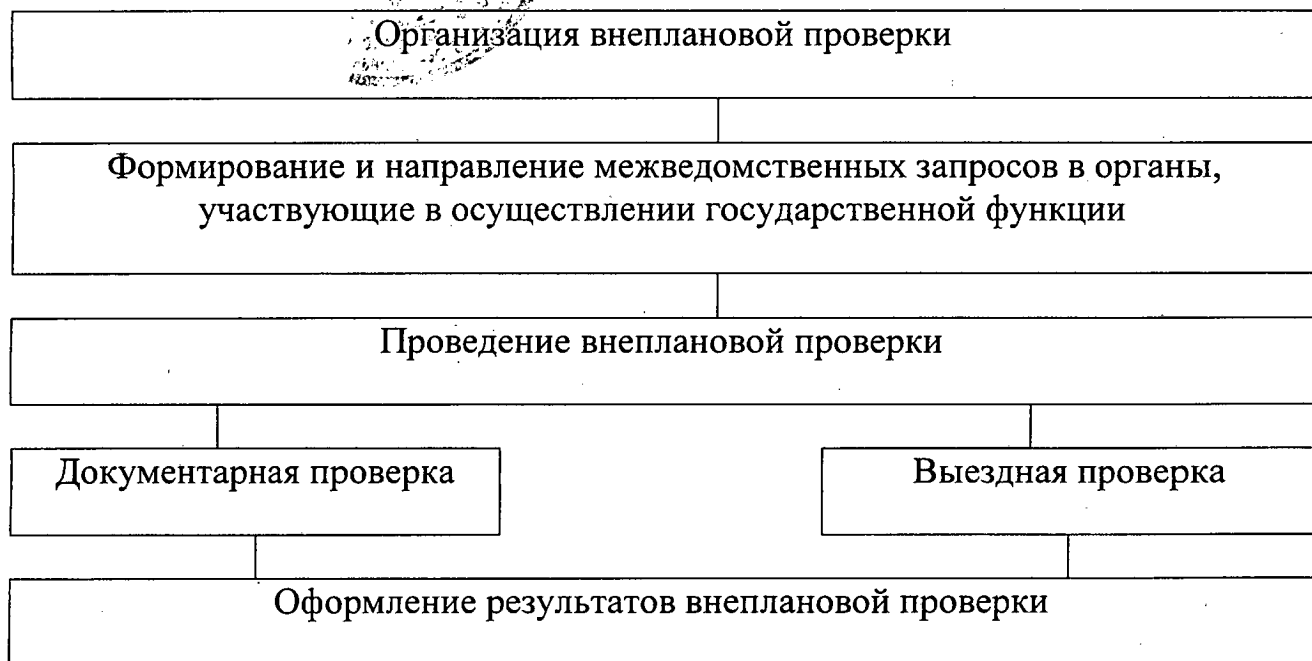 Организация внеплановой проверки
Формирование и направление межведомственных запросов в органы,
участвующие в осуществлении государственной функции
Проведение внеплановой проверки
Документарная проверка
Выездная проверка
Оформление результатов внеплановой проверки